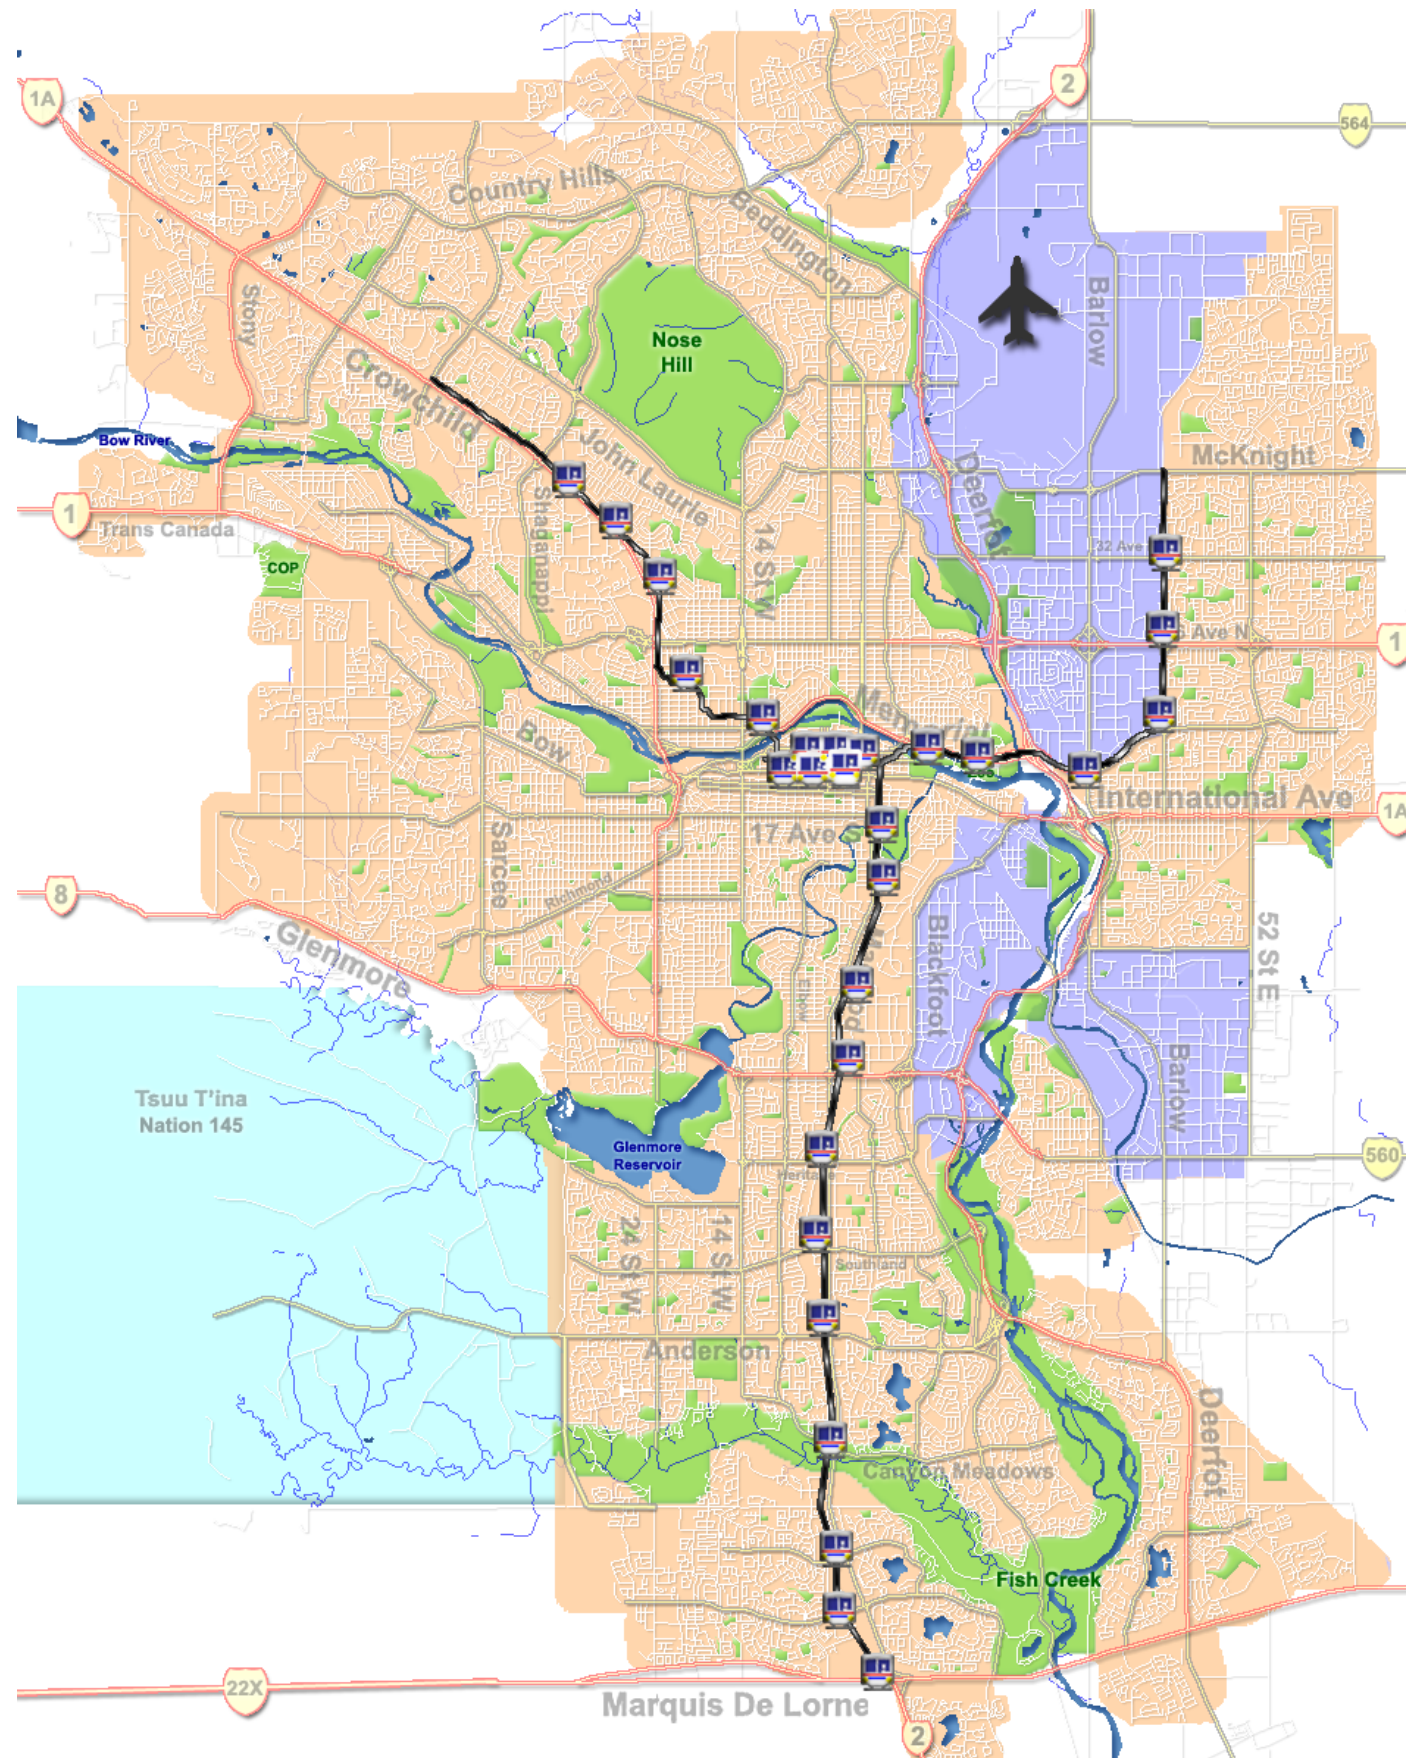 2
1A
564
Country Hills
Beddington
Barlow
Stony
Nose
Hill
Crowchild
John Laurie
Bow River
McKnight
Deerfoot
Shaganappi
1
Trans Canada
14 St W
32 Ave
COP
Ave N
1
Memorial
Bow
International Ave
1A
17 Ave S
Sarcee
Richmond
8
Glenmore
Blackfoot
52 St E
Elbow
Barlow
Tsuu T'ina
Nation 145
Glenmore
Reservoir
560
Heritage
24 St W
14 St W
Southland
Anderson
Deerfot
Canyon Meadows
Fish Creek
22X
Marquis De Lorne
2